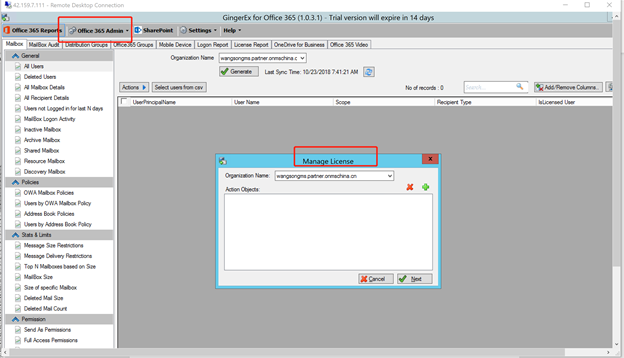 42.159.7.111 - Remote Desktop Connection
GingerEx for Office 365 (1.0.3.1) - Trial version will expire in 14 days
Office 365 Reports Office 365 Admin SharePoint Settings Help
Mailbox MailBox Audit Distribution Groups Office365 Groups Mobile Device Logon Report License Report OneDrive for Business Office 365 Video
General
All Users
Deleted Users
All Mailbox Details
All Recipient Details
Users not Logged in for last N days
MailBox Logon Activity
Inactive Mailbox
Archive Mailbox
Shared Mailbox
Resource Mailbox
Discovery Mailbox
Policies
OWA Mailbox Policies
Users by OWA Mailbox Policy
Address Book Policies
Users by Address Book Policy
Stats & Limits
Message Size Restrictions
Message Delivery Restrictions
Top N Mailboxes based on Size
MailBox Size
Size of specific Mailbox
Deleted Mail Size
Deleted Mail Count
Permission
Send As Permissions
Full Access Permissions
Organization Name wangsongms.partner.onmschina.c
Generate Last Sync Time: 10/23/2018 7:41:21 AM
Actions Select users from csv No of records : 0 Search... Add/Remove Columns..
UserPrincipalName User Name Scope Recipient Type IsLicensed User
Manage License
x
Organization Name: wangsongms.partner.onmschina.cn
Action Objects:
Cancel Next